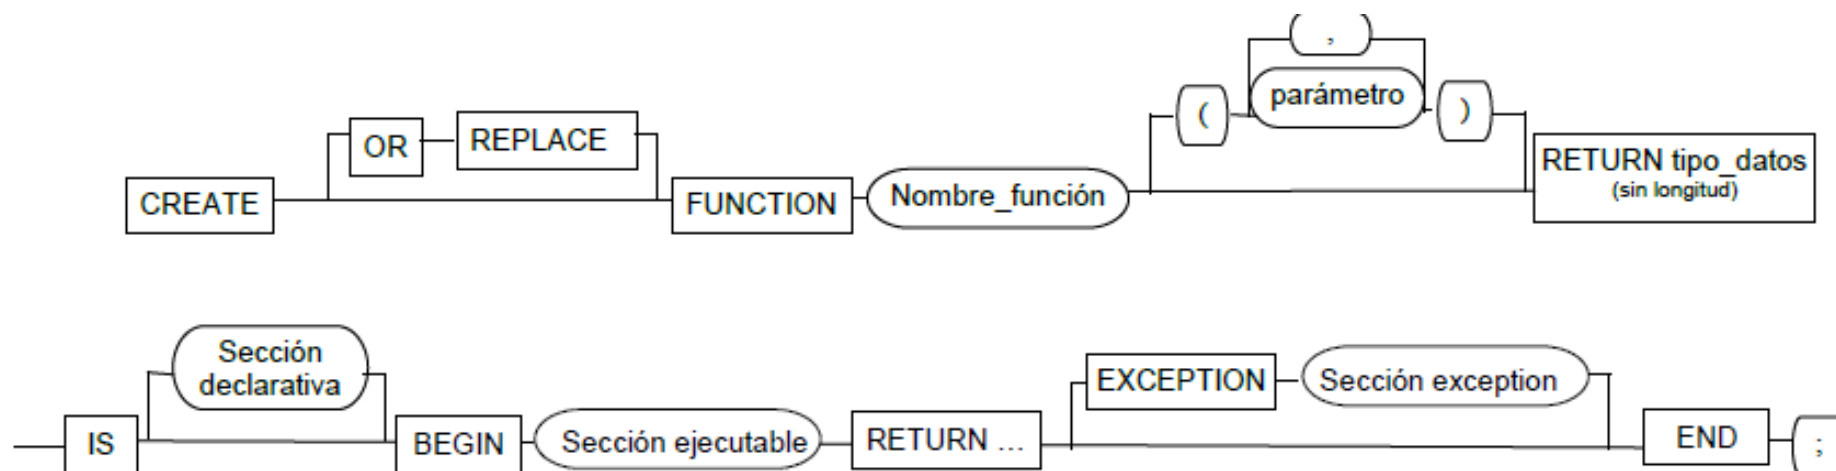 ,
( parámetro )
OR REPLACE
CREATE FUNCTION Nombre_función RETURN tipo_datos
(sin longitud)
Sección
declarativa
EXCEPTION Sección exception
IS BEGIN Sección ejecutable RETURN ... END ;